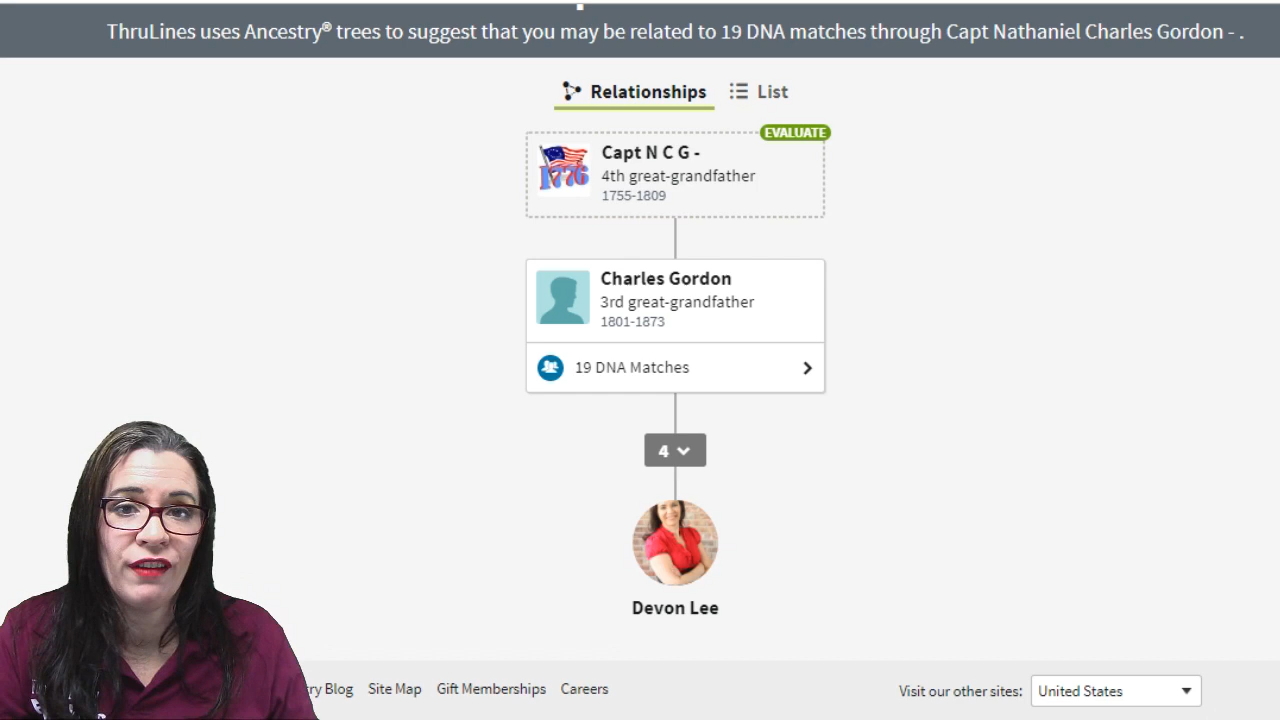 ThruLines uses Ancestry® trees to suggest that you may be related to 19 DNA matches through Capt Nathaniel Charles Gordon - .
Relationships
List
EVALUATE
Capt N C G -
4th great-grandfather
1755-1809
1776
Charles Gordon
3rd great-grandfather
1801-1873
19 DNA Matches
4
Devon Lee
Blog Site Map Gift Memberships Careers
Visit our other sites: United States